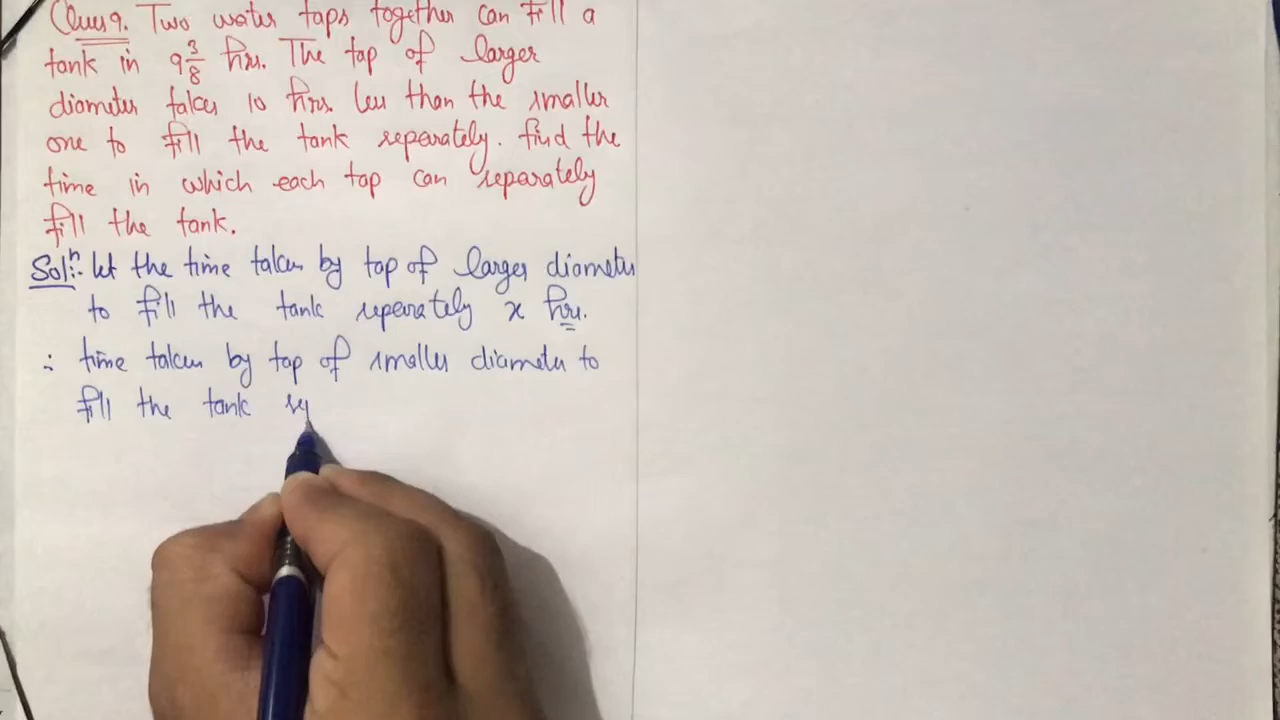 Ques 9. Two water taps together can fill a
tank in 9 3/8 hrs. The tap of larger
diameter takes 10 hrs. less than the smaller
one to fill the tank separately. find the
time in which each tap can separately
fill the tank.
Solⁿ:- let the time taken by tap of larger diameter
to fill the tank separately x hrs.
∴ time taken by tap of smaller diameter to
fill the tank